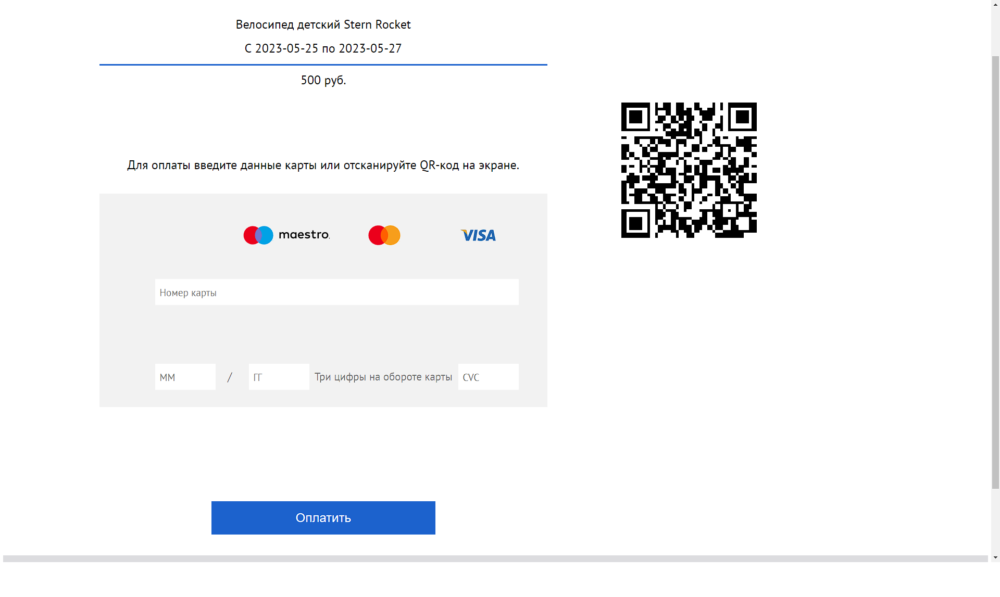 Велосипед детский Stern Rocket
С 2023-05-25 по 2023-05-27
500 руб.
Для оплаты введите данные карты или отсканируйте QR-код на экране.
maestro.
VISA
Номер карты
ММ / ГГ Три цифры на обороте карты CVC
Оплатить